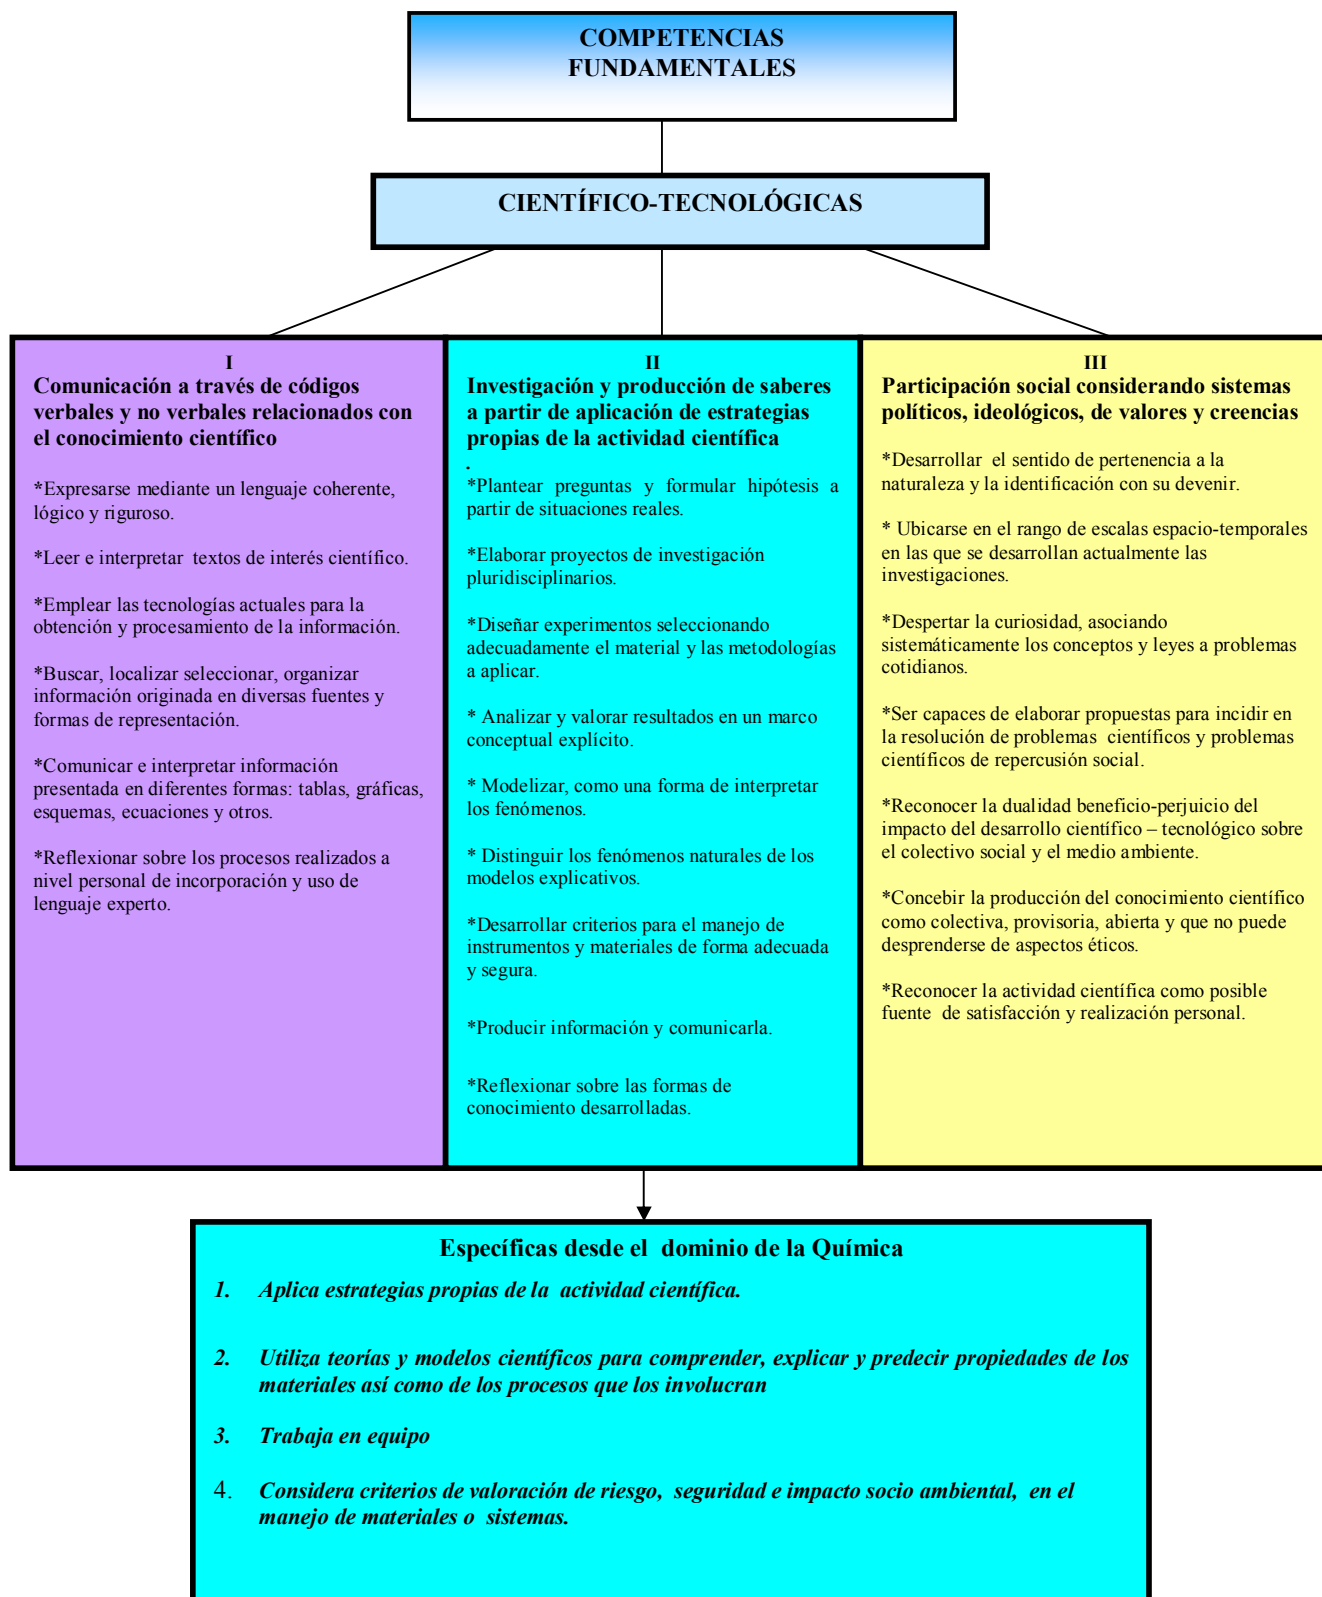 COMPETENCIAS
FUNDAMENTALES
CIENTÍFICO-TECNOLÓGICAS
I
Comunicación a través de códigos
verbales y no verbales relacionados con
el conocimiento científico
*Expresarse mediante un lenguaje coherente,
lógico y riguroso.
*Leer e interpretar textos de interés científico.
*Emplear las tecnologías actuales para la
obtención y procesamiento de la información.
*Buscar, localizar seleccionar, organizar
información originada en diversas fuentes y
formas de representación.
*Comunicar e interpretar información
presentada en diferentes formas: tablas, gráficas,
esquemas, ecuaciones y otros.
*Reflexionar sobre los procesos realizados a
nivel personal de incorporación y uso de
lenguaje experto.
II
Investigación y producción de saberes
a partir de aplicación de estrategias
propias de la actividad científica
.
*Plantear preguntas y formular hipótesis a
partir de situaciones reales.
*Elaborar proyectos de investigación
pluridisciplinarios.
*Diseñar experimentos seleccionando
adecuadamente el material y las metodologías
a aplicar.
* Analizar y valorar resultados en un marco
conceptual explícito.
* Modelizar, como una forma de interpretar
los fenómenos.
* Distinguir los fenómenos naturales de los
modelos explicativos.
*Desarrollar criterios para el manejo de
instrumentos y materiales de forma adecuada
y segura.
*Producir información y comunicarla.
*Reflexionar sobre las formas de
conocimiento desarrolladas.
III
Participación social considerando sistemas
políticos, ideológicos, de valores y creencias
*Desarrollar el sentido de pertenencia a la
naturaleza y la identificación con su devenir.
* Ubicarse en el rango de escalas espacio-temporales
en las que se desarrollan actualmente las
investigaciones.
*Despertar la curiosidad, asociando
sistemáticamente los conceptos y leyes a problemas
cotidianos.
*Ser capaces de elaborar propuestas para incidir en
la resolución de problemas científicos y problemas
científicos de repercusión social.
*Reconocer la dualidad beneficio-perjuicio del
impacto del desarrollo científico – tecnológico sobre
el colectivo social y el medio ambiente.
*Concebir la producción del conocimiento científico
como colectiva, provisoria, abierta y que no puede
desprenderse de aspectos éticos.
*Reconocer la actividad científica como posible
fuente de satisfacción y realización personal.
Específicas desde el dominio de la Química
1. Aplica estrategias propias de la actividad científica.
2. Utiliza teorías y modelos científicos para comprender, explicar y predecir propiedades de los
materiales así como de los procesos que los involucran
3. Trabaja en equipo
4. Considera criterios de valoración de riesgo, seguridad e impacto socio ambiental, en el
manejo de materiales o sistemas.